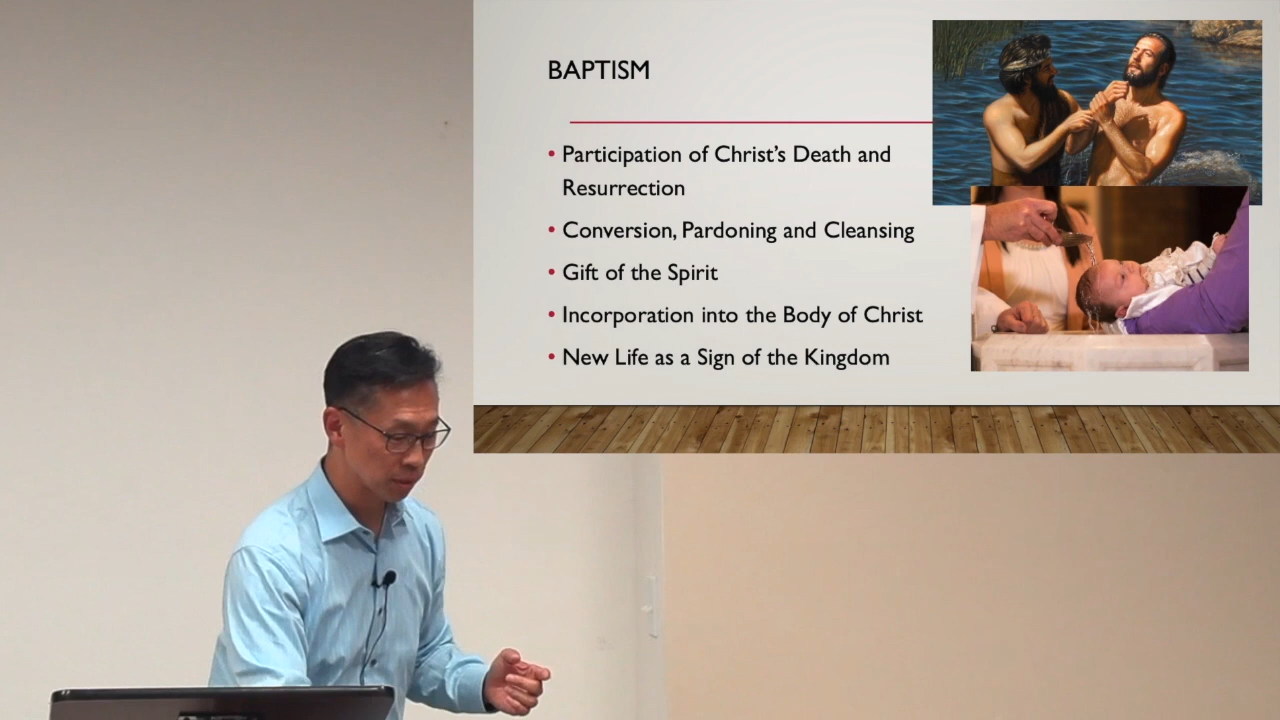 BAPTISM
• Participation of Christ's Death and
Resurrection
• Conversion, Pardoning and Cleansing
• Gift of the Spirit
• Incorporation into the Body of Christ
• New Life as a Sign of the Kingdom